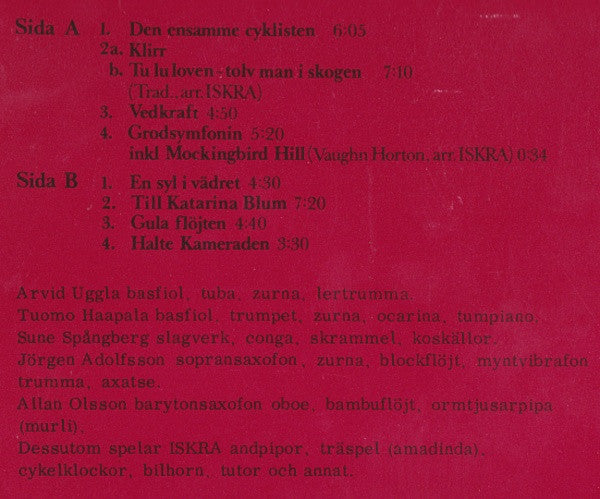 Sida A 1. Den ensamme cyklisten 6:05
2a. Klirr
b. Tu lu loven - tolv man i skogen 7:10
(Trad., arr. ISKRA)
3. Vedkraft 4:50
4. Grodsymfonin 5:20
inkl Mockingbird Hill (Vaughn Horton, arr. ISKRA) 0:34
Sida B 1. En syl i vädret 4:30
2. Till Katarina Blum 7:20
3. Gula flöjten 4:40
4. Halte Kameraden 3:30
Arvid Uggla basfiol, tuba, zurna, lertrumma.
Tuomo Haapala basfiol, trumpet, zurna, ocarina, tumpiano,.
Sune Spångberg slagverk, conga, skrammel, koskällor.
Jörgen Adolfsson sopransaxofon, zurna, blockflöjt, myntvibrafon
trumma, axatse.
Allan Olsson barytonsaxofon oboe, bambuflöjt, ormtjusarpipa
(murli),
Dessutom spelar ISKRA andpipor, träspel (amadinda),
cykelklockor, bilhorn, tutor och annat.